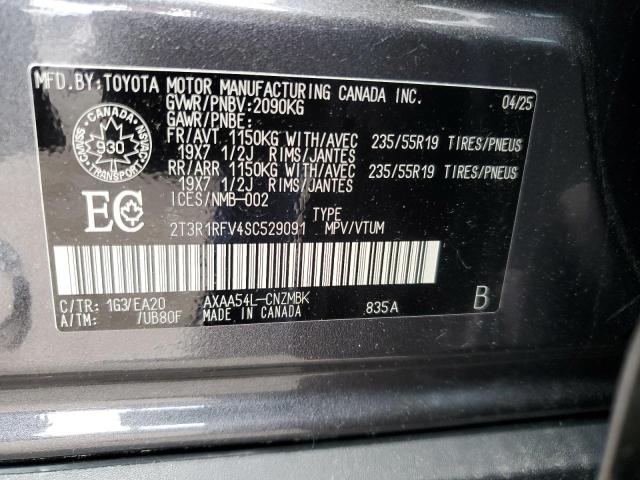 MFD.BY:TOYOTA MOTOR MANUFACTURING CANADA INC. 04/25
GVWR/PNBV:2090KG
GAWR/PNBE:
FR/AVT 1150KG WITH/AVEC 235/55R19 TIRES/PNEUS
19X7 1/2J RIMS/JANTES
RR/ARR 1150KG WITH/AVEC 235/55R19 TIRES/PNEUS
19X7 1/2J RIMS/JANTES
ICES/NMB-002
CANADA
CMVSS NSVAC
930
TRANSPORT
EC
TYPE
2T3R1RFV4SC529091 MPV/VTUM
C/TR: 1G3/EA20 AXAA54L-CNZMBK 835A B
A/TM: /UB80F MADE IN CANADA